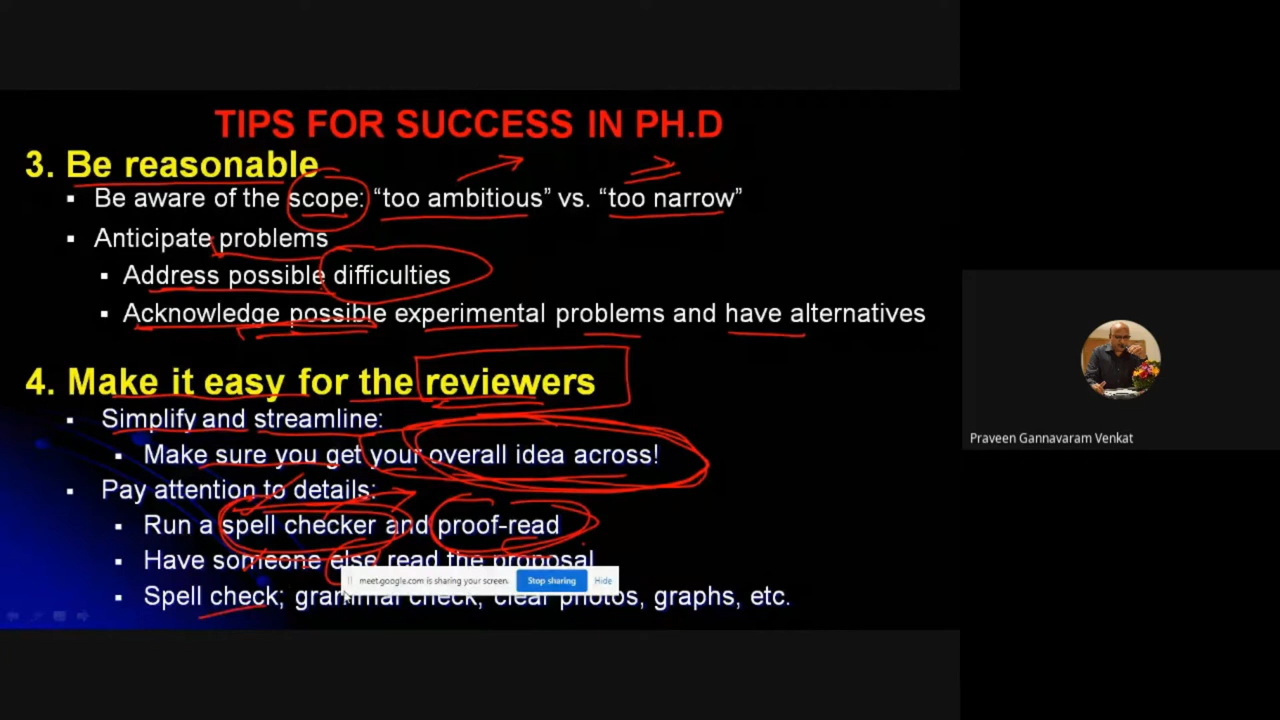 TIPS FOR SUCCESS IN PH.D
3. Be reasonable
▪ Be aware of the scope: “too ambitious” vs. “too narrow”
▪ Anticipate problems
▪ Address possible difficulties
▪ Acknowledge possible experimental problems and have alternatives
4. Make it easy for the reviewers
▪ Simplify and streamline:
▪ Make sure you get your overall idea across!
▪ Pay attention to details:
▪ Run a spell checker and proof-read
▪ Have someone else read the proposal
meet.google.com is sharing your screen. Stop sharing Hide
▪ Spell check; grammar check; clear photos, graphs, etc.
Praveen Gannavaram Venkat